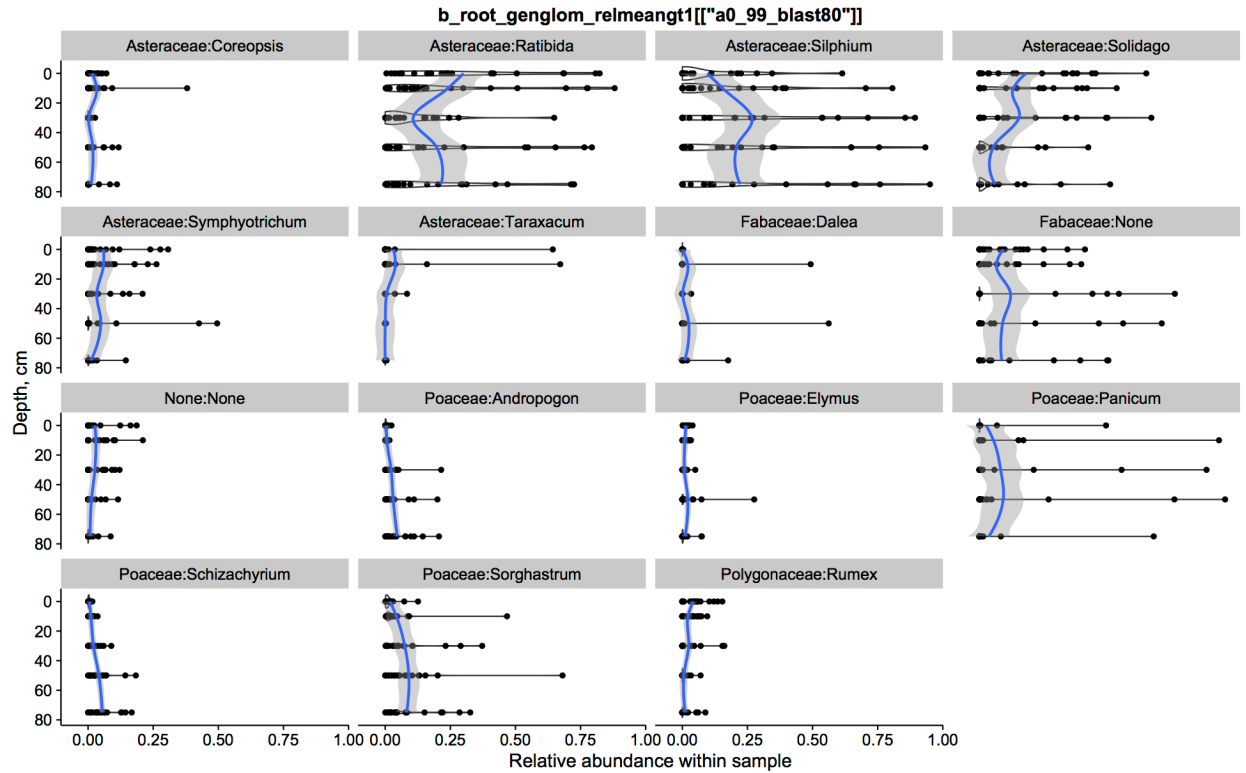 b_root_genglom_relmeangt1[["a0_99_blast80"]]
Asteraceae:Coreopsis Asteraceae:Ratibida Asteraceae:Silphium Asteraceae:Solidago
0
20
40
60
80
Asteraceae:Symphyotrichum Asteraceae:Taraxacum Fabaceae:Dalea Fabaceae:None
0
20
40
60
80
Depth, cm
None:None Poaceae:Andropogon Poaceae:Elymus Poaceae:Panicum
0
20
40
60
80
Poaceae:Schizachyrium Poaceae:Sorghastrum Polygonaceae:Rumex
0
20
40
60
80
0.00 0.25 0.50 0.75 1.00 0.00 0.25 0.50 0.75 1.00 0.00 0.25 0.50 0.75 1.00
Relative abundance within sample